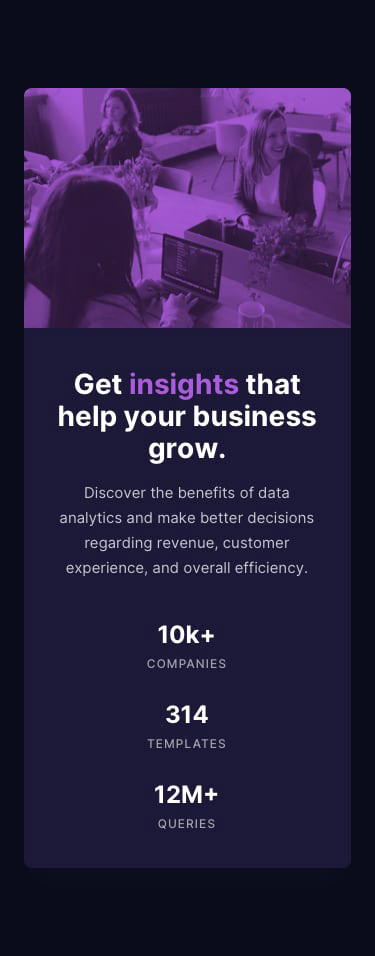 Get insights that
help your business
grow.
Discover the benefits of data
analytics and make better decisions
regarding revenue, customer
experience, and overall efficiency.
10k+
COMPANIES
314
TEMPLATES
12M+
QUERIES